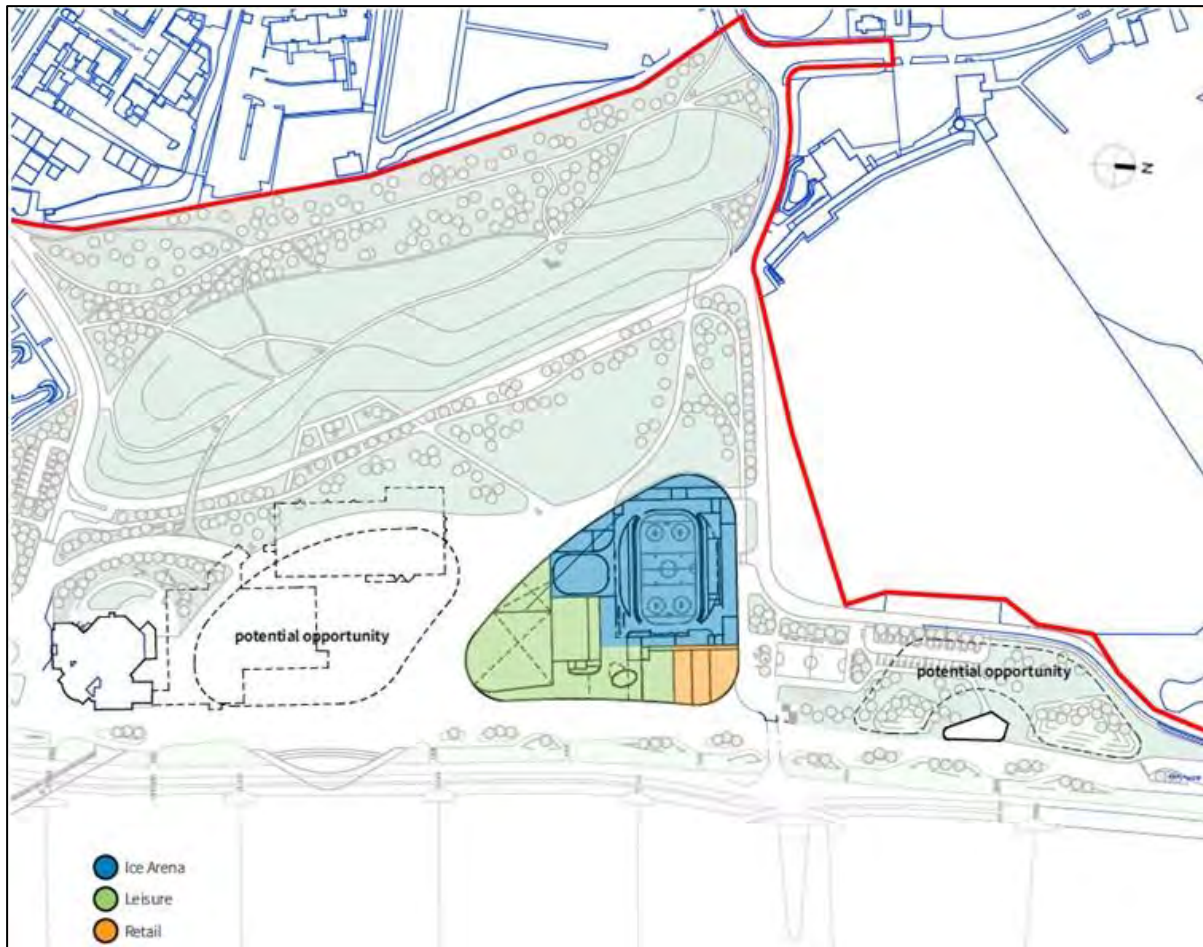 N
potential opportunity
potential opportunity
Ice Arena
Leisure
Retail